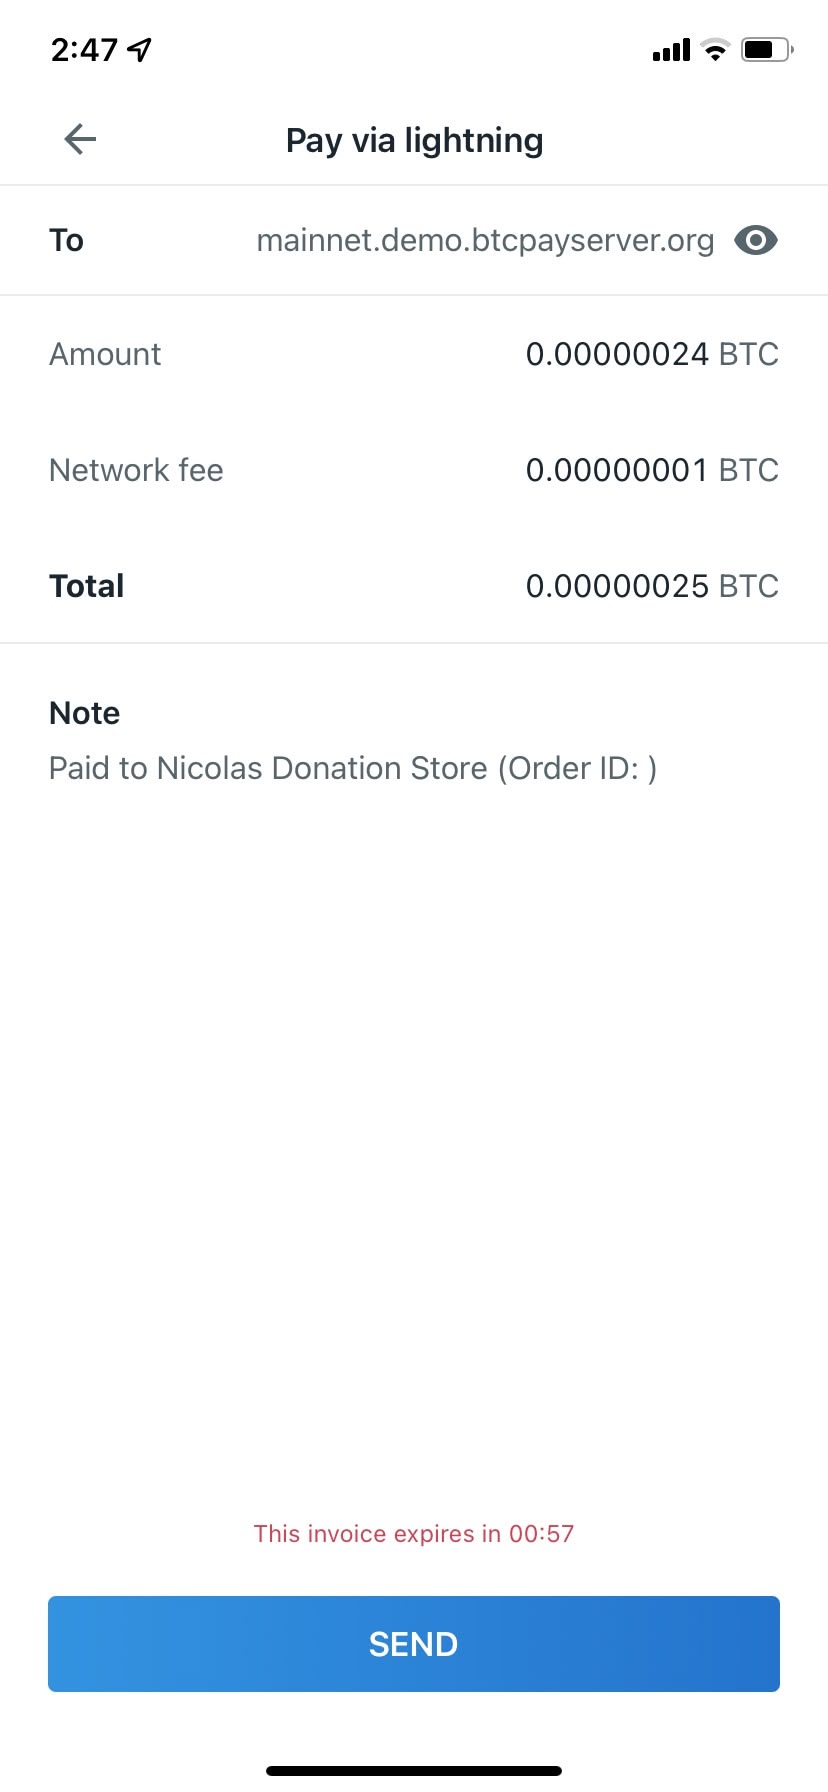 2:47
Pay via lightning
To mainnet.demo.btcpayserver.org
Amount 0.00000024 BTC
Network fee 0.00000001 BTC
Total 0.00000025 BTC
Note
Paid to Nicolas Donation Store (Order ID: )
This invoice expires in 00:57
SEND